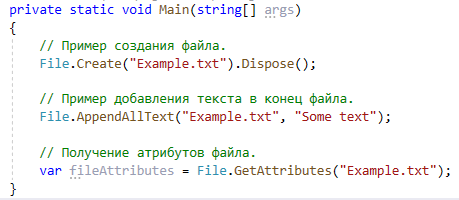 private static void Main(string[] args)
{
// Пример создания файла.
File.Create("Example.txt").Dispose();
// Пример добавления текста в конец файла.
File.AppendAllText("Example.txt", "Some text");
// Получение атрибутов файла.
var fileAttributes = File.GetAttributes("Example.txt");
}